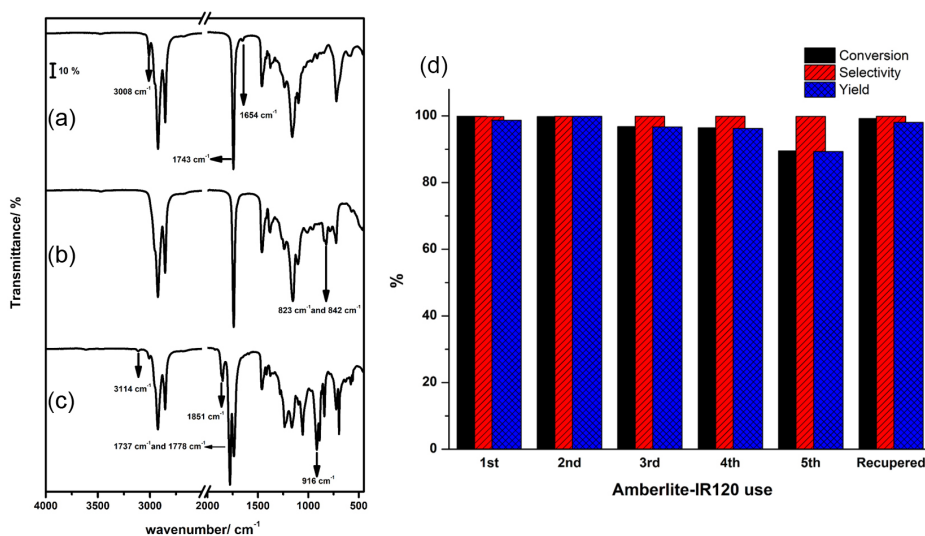 Transmittance/ %
10 %
3008 cm-1
1654 cm-1
(a)
1743 cm-1
(b)
823 cm-1 and 842 cm-1
3114 cm-1
1851 cm-1
(c)
1737 cm-1 and 1778 cm-1
916 cm-1
4000 3000 2000 1000 500
wavenumber/ cm-1
(d)
Conversion
Selectivity
Yield
%
100
80
60
40
20
0
1st 2nd 3rd 4th 5th Recupered
Amberlite-IR120 use